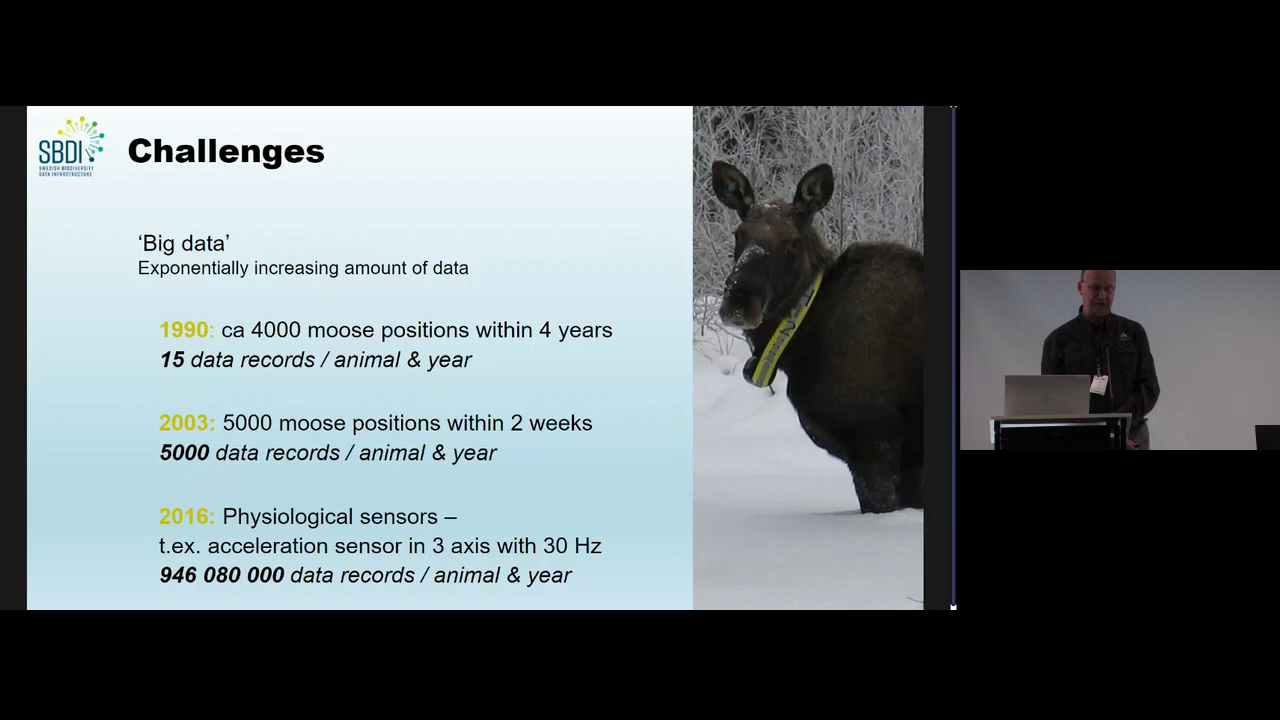 SBDI
SWEDISH BIODIVERSITY
DATA INFRASTRUCTURE
Challenges
‘Big data’
Exponentially increasing amount of data
1990: ca 4000 moose positions within 4 years
15 data records / animal & year
2003: 5000 moose positions within 2 weeks
5000 data records / animal & year
2016: Physiological sensors –
t.ex. acceleration sensor in 3 axis with 30 Hz
946 080 000 data records / animal & year